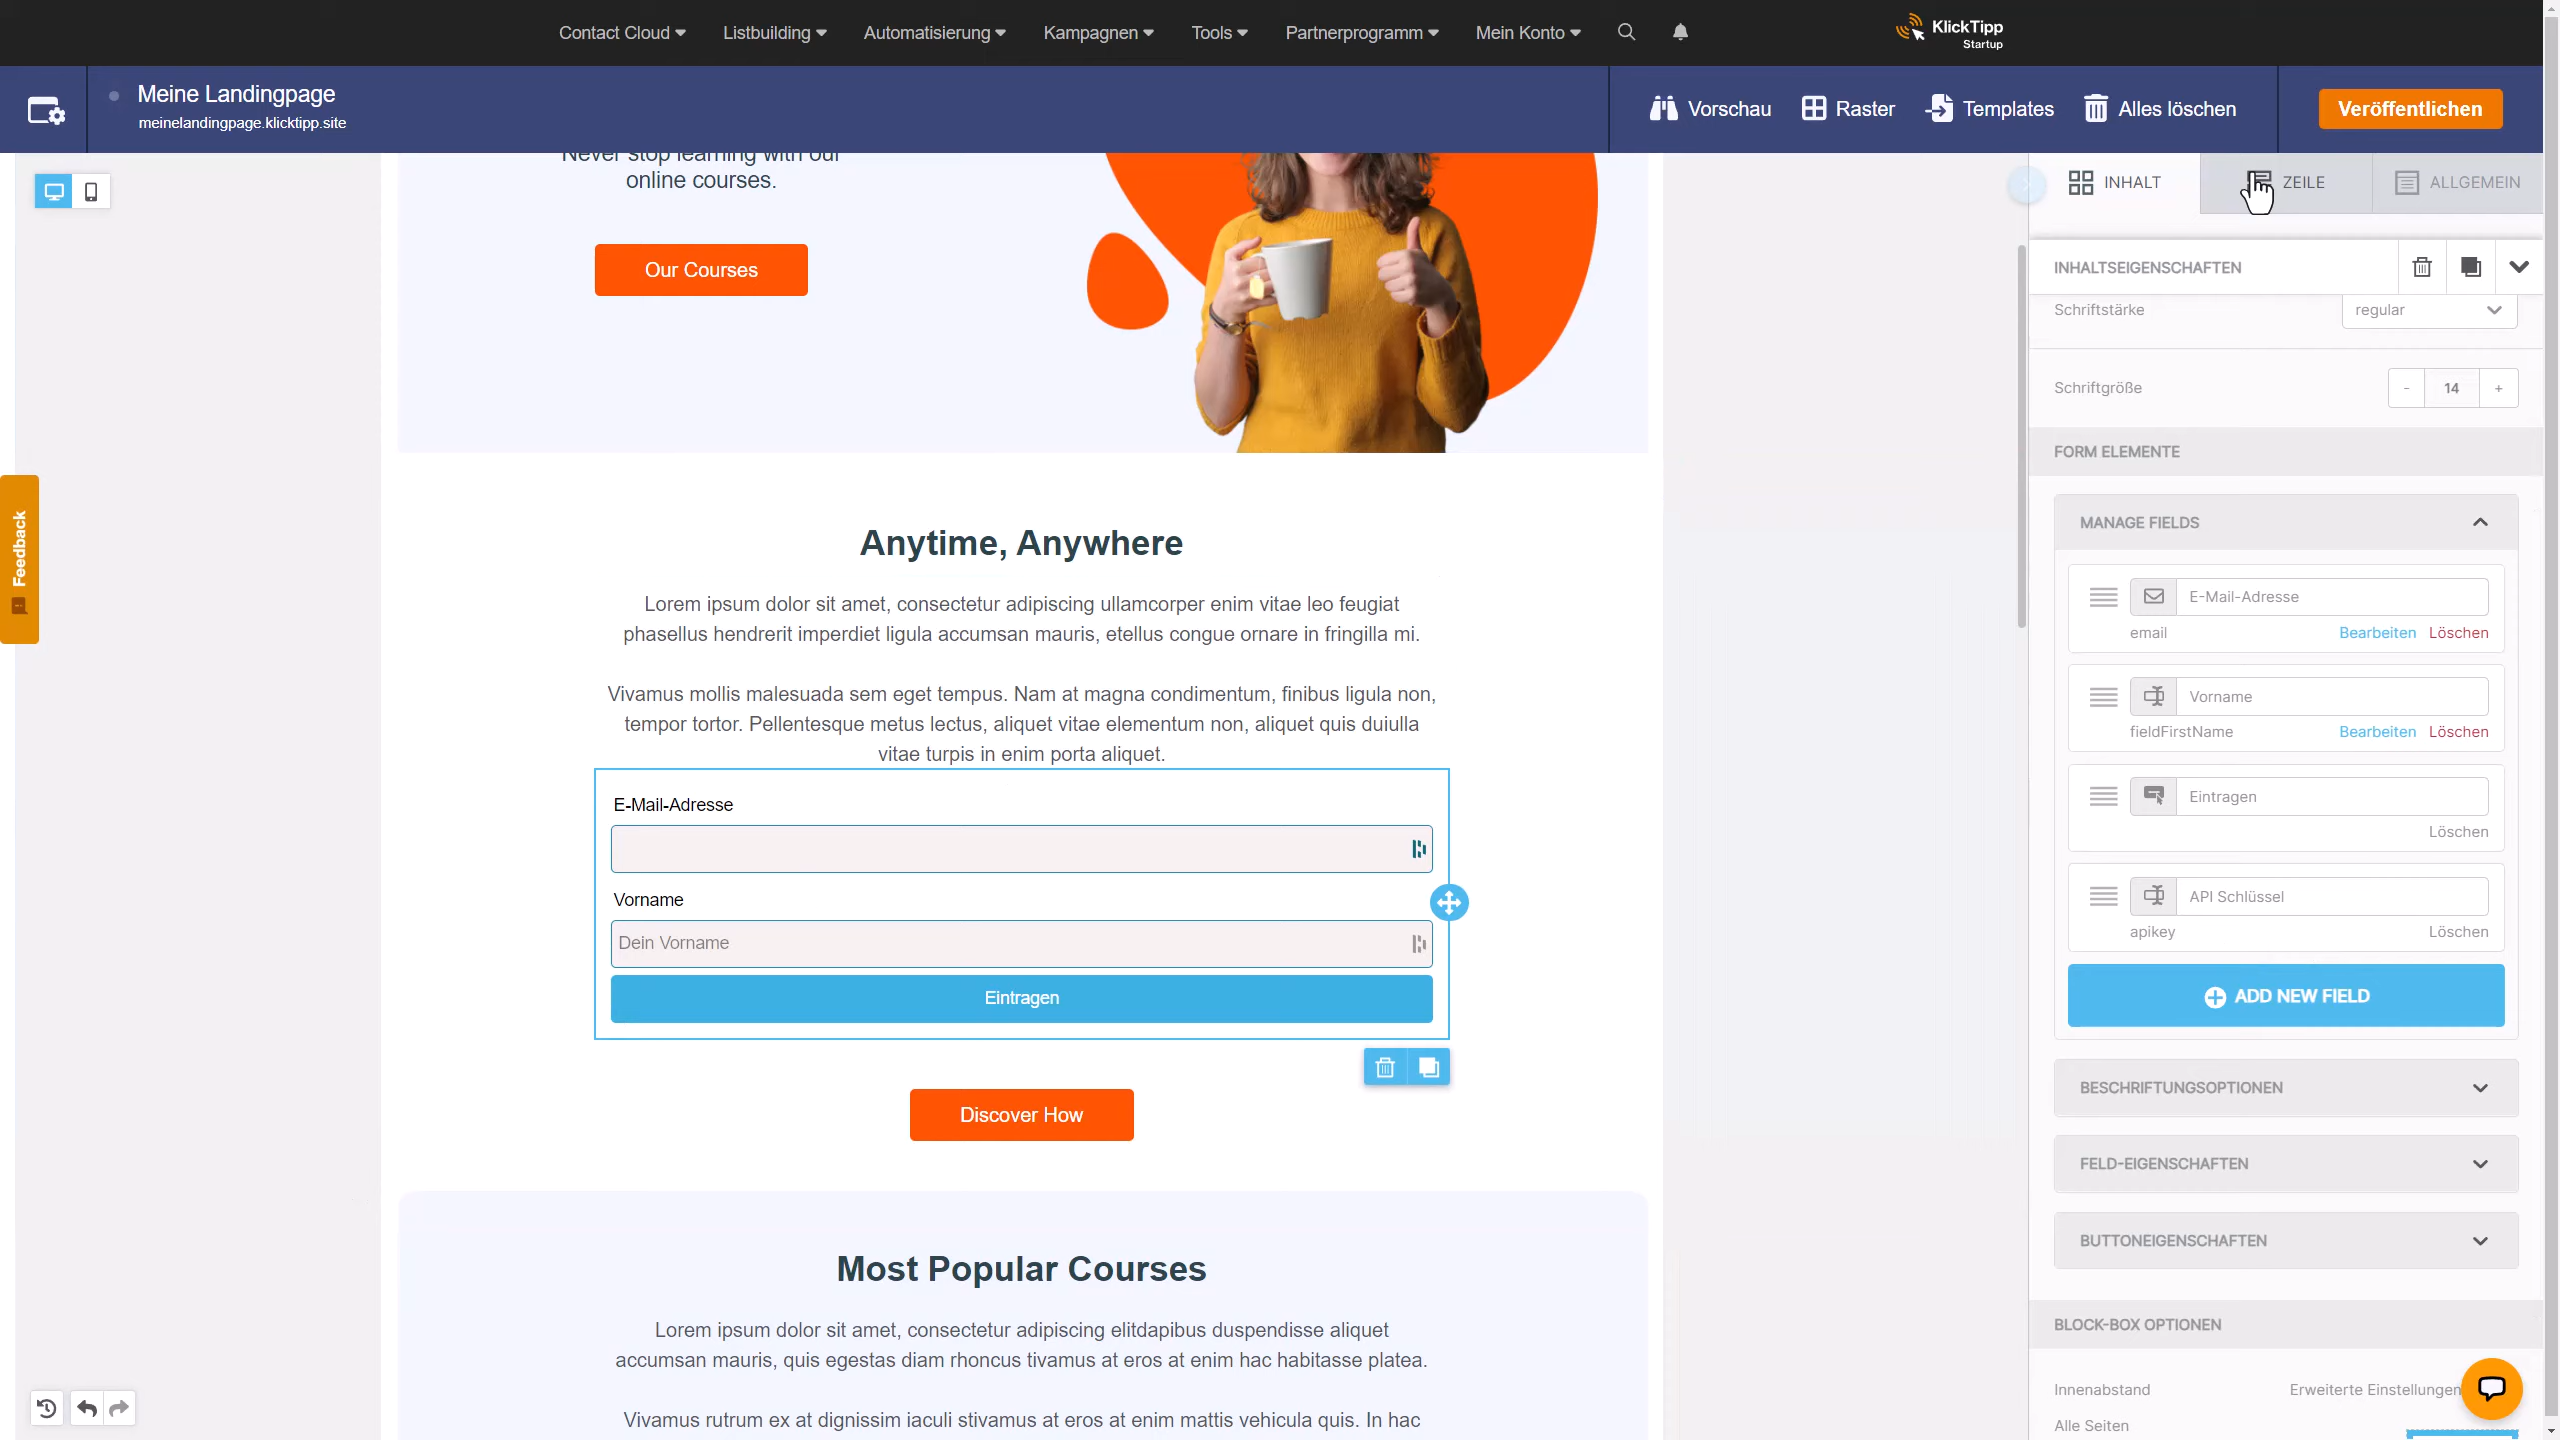 Contact Cloud
Listbuilding
Automatisierung
Kampagnen
Tools
Partnerprogramm
Mein Konto
KlickTipp
Startup
Meine Landingpage
meinelandingpage.klicktipp.site
Vorschau
Raster
Templates
Alles löschen
Veröffentlichen
Never stop learning with our
online courses.
Our Courses
Feedback
Anytime, Anywhere
Lorem ipsum dolor sit amet, consectetur adipiscing ullamcorper enim vitae leo feugiat
phasellus hendrerit imperdiet ligula accumsan mauris, etellus congue ornare in fringilla mi.
Vivamus mollis malesuada sem eget tempus. Nam at magna condimentum, finibus ligula non,
tempor tortor. Pellentesque metus lectus, aliquet vitae elementum non, aliquet quis duiulla
vitae turpis in enim porta aliquet.
E-Mail-Adresse
Vorname
Dein Vorname
Eintragen
Discover How
Most Popular Courses
Lorem ipsum dolor sit amet, consectetur adipiscing elitdapibus duspendisse aliquet
accumsan mauris, quis egestas diam rhoncus tivamus at eros at enim hac habitasse platea.
Vivamus rutrum ex at dignissim iaculi stivamus at eros at enim mattis vehicula quis. In hac
INHALT
ZEILE
ALLGEMEIN
INHALTSEIGENSCHAFTEN
Schriftstärke
regular
Schriftgröße
- 14 +
FORM ELEMENTE
MANAGE FIELDS
E-Mail-Adresse
email Bearbeiten Löschen
Vorname
fieldFirstName Bearbeiten Löschen
Eintragen
Löschen
API Schlüssel
apikey Löschen
ADD NEW FIELD
BESCHRIFTUNGSOPTIONEN
FELD-EIGENSCHAFTEN
BUTTONEIGENSCHAFTEN
BLOCK-BOX OPTIONEN
Innenabstand Erweiterte Einstellungen
Alle Seiten